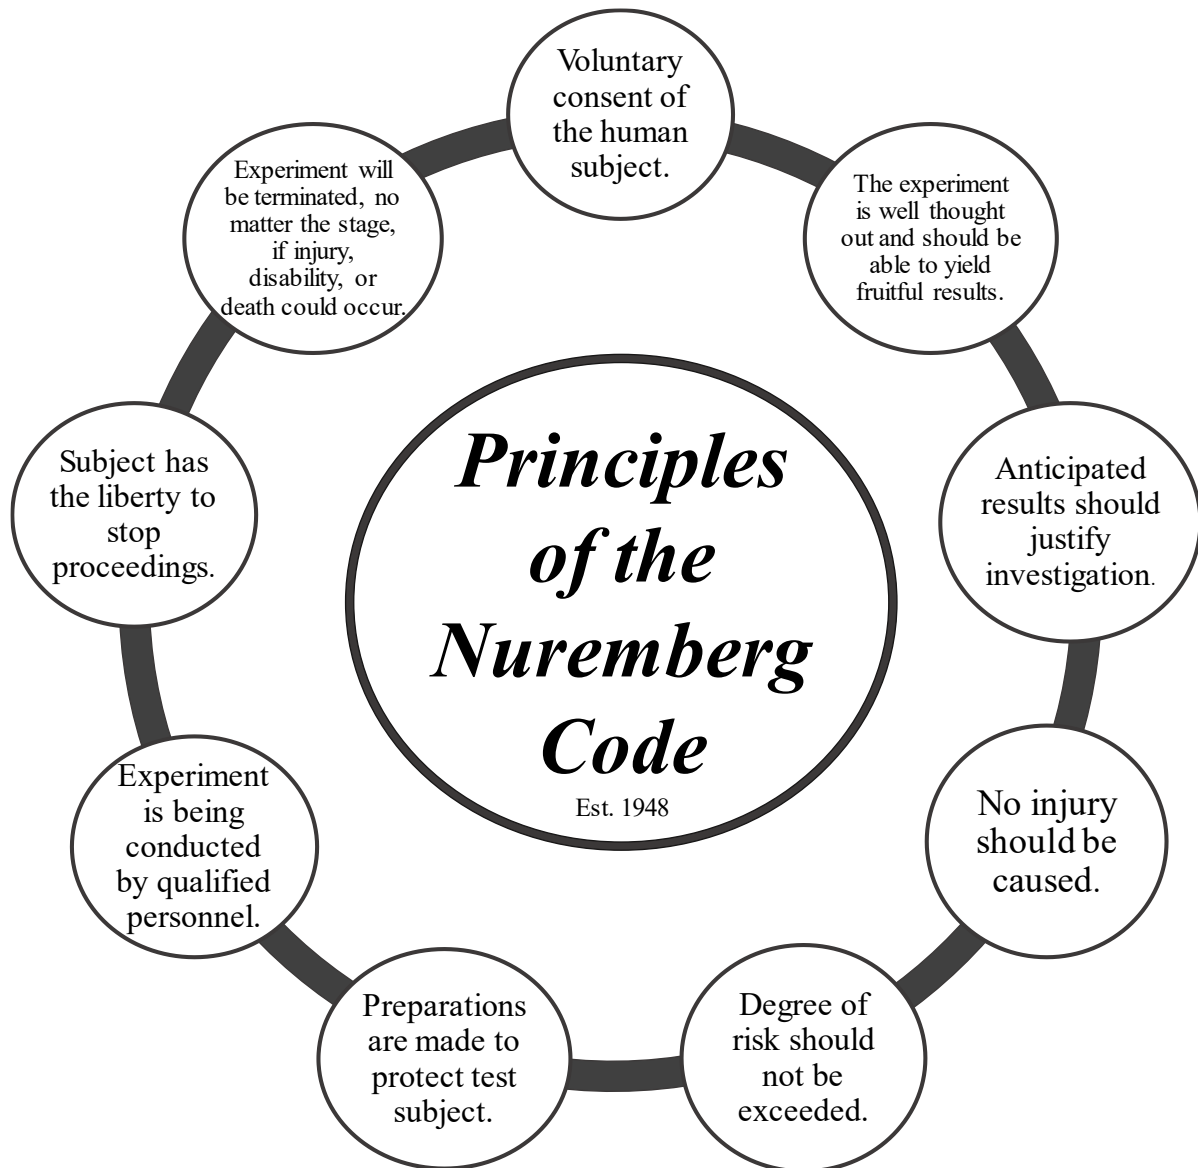 Voluntary
consent of
the human
subject.
The experiment
is well thought
out and should be
able to yield
fruitful results.
Anticipated
results should
justify
investigation.
No injury
should be
caused.
Degree of
risk should
not be
exceeded.
Preparations
are made to
protect test
subject.
Experiment
is being
conducted
by qualified
personnel.
Subject has
the liberty to
stop
proceedings.
Experiment will
be terminated, no
matter the stage,
if injury,
disability, or
death could occur.
Principles
of the
Nuremberg
Code
Est. 1948